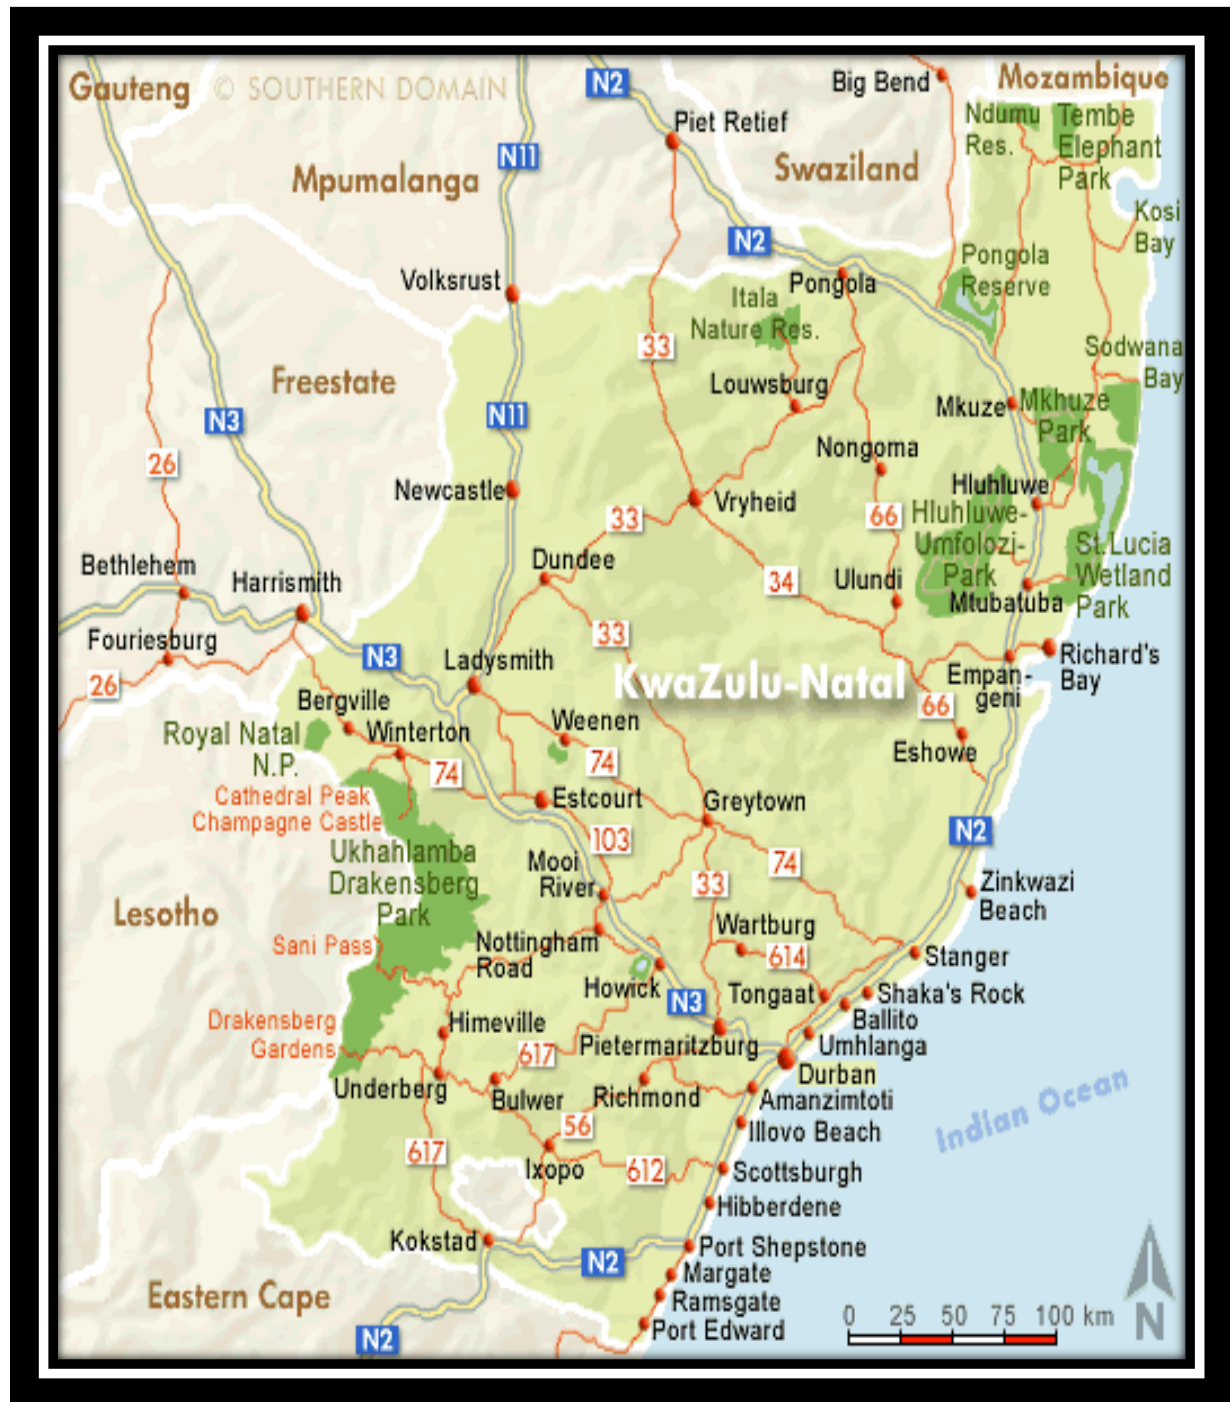 Gauteng
© SOUTHERN DOMAIN
N2
Big Bend
Mozambique
Piet Retief
Ndumu
Res.
Tembe
Elephant
Park
N11
Mpumalanga
Swaziland
Kosi
Bay
N2
Volksrust
Pongola
Pongola
Reserve
Itala
Nature Res.
33
Sodwana
Bay
Freestate
Louwsburg
N3
N11
Mkuze
Mkhuze
Park
26
Nongoma
Newcastle
Vryheid
Hluhluwe
33
66
Hluhluwe-
Umfolozi-
Park
St.Lucia
Wetland
Park
Bethlehem
Harrismith
Dundee
34
Ulundi
Mtubatuba
Fouriesburg
33
N3
Ladysmith
KwaZulu-Natal
Richard's
Bay
Empan-
geni
26
Bergville
66
Royal Natal
N.P.
Winterton
Weenen
Eshowe
74
74
Cathedral Peak
Champagne Castle
Estcourt
Greytown
103
N2
Ukhahlamba
Drakensberg
Park
Mooi
River
74
33
Zinkwazi
Beach
Lesotho
Wartburg
Sani Pass
Nottingham
Road
614
Stanger
Howick
N3
Tongaat
Shaka's Rock
Drakensberg
Gardens
Himeville
Ballito
617
Pietermaritzburg
Umhlanga
Durban
Underberg
Bulwer
Richmond
Amanzimtoti
Indian Ocean
56
Illovo Beach
617
Ixopo
612
Scottsburgh
Hibberdene
Kokstad
N2
Port Shepstone
Margate
Eastern Cape
Ramsgate
Port Edward
N2
0 25 50 100 km
N